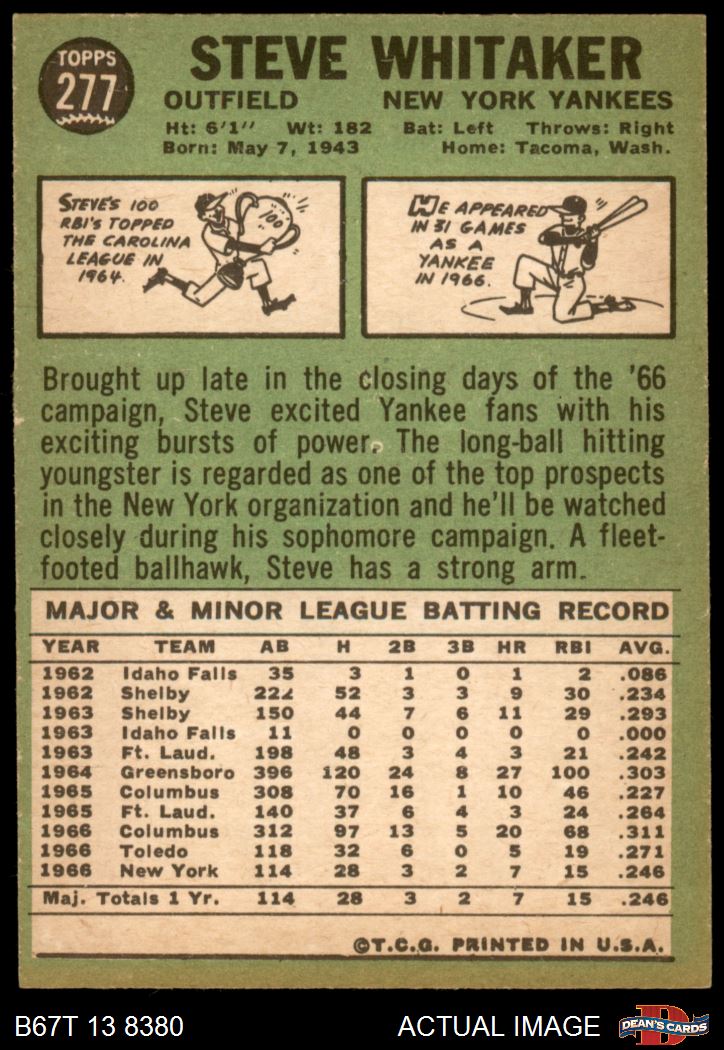 TOPPS
277
STEVE WHITAKER
OUTFIELD NEW YORK YANKEES
Ht: 6'1" Wt: 182 Bat: Left Throws: Right
Born: May 7, 1943 Home: Tacoma, Wash.
STEVE'S 100
RBI'S TOPPED
THE CAROLINA
LEAGUE IN
1964.
100
HE APPEARED
IN 31 GAMES
AS A
YANKEE
IN 1966.
Brought up late in the closing days of the '66
campaign, Steve excited Yankee fans with his
exciting bursts of power. The long-ball hitting
youngster is regarded as one of the top prospects
in the New York organization and he'll be watched
closely during his sophomore campaign. A fleet-
footed ballhawk, Steve has a strong arm.
MAJOR & MINOR LEAGUE BATTING RECORD
YEAR TEAM AB H 2B 3B HR RBI AVG.
1962 Idaho Falls 35 3 1 0 1 2 .086
1962 Shelby 222 52 3 3 9 30 .234
1963 Shelby 150 44 7 6 11 29 .293
1963 Idaho Falls 11 0 0 0 0 0 .000
1963 Ft. Laud. 198 48 3 4 3 21 .242
1964 Greensboro 396 120 24 8 27 100 .303
1965 Columbus 308 70 16 1 10 46 .227
1965 Ft. Laud. 140 37 6 4 3 24 .264
1966 Columbus 312 97 13 5 20 68 .311
1966 Toledo 118 32 6 0 5 19 .271
1966 New York 114 28 3 2 7 15 .246
Maj. Totals 1 Yr. 114 28 3 2 7 15 .246
©T.C.G. PRINTED IN U.S.A.
B67T 13 8380 ACTUAL IMAGE
D
DEAN'S CARDS